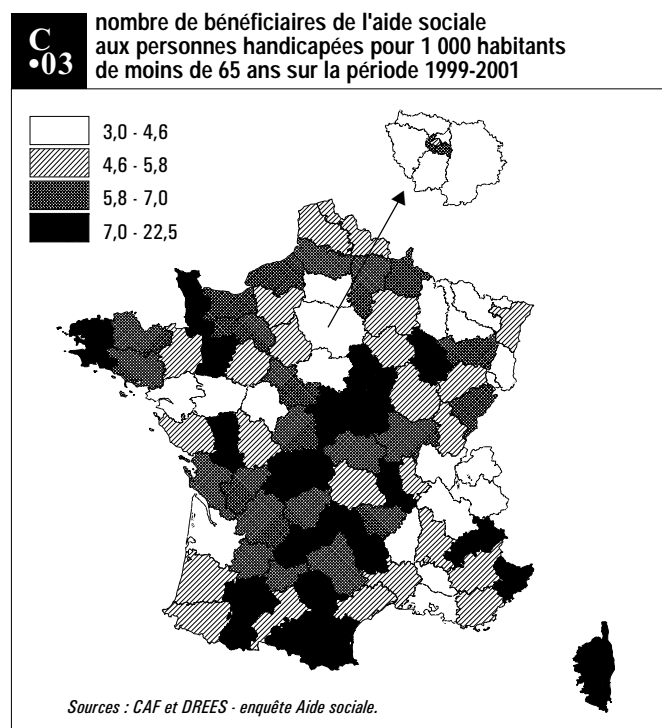 C
•03
nombre de bénéficiaires de l'aide sociale
aux personnes handicapées pour 1 000 habitants
de moins de 65 ans sur la période 1999-2001
3,0 - 4,6
4,6 - 5,8
5,8 - 7,0
7,0 - 22,5
Sources : CAF et DREES - enquête Aide sociale.